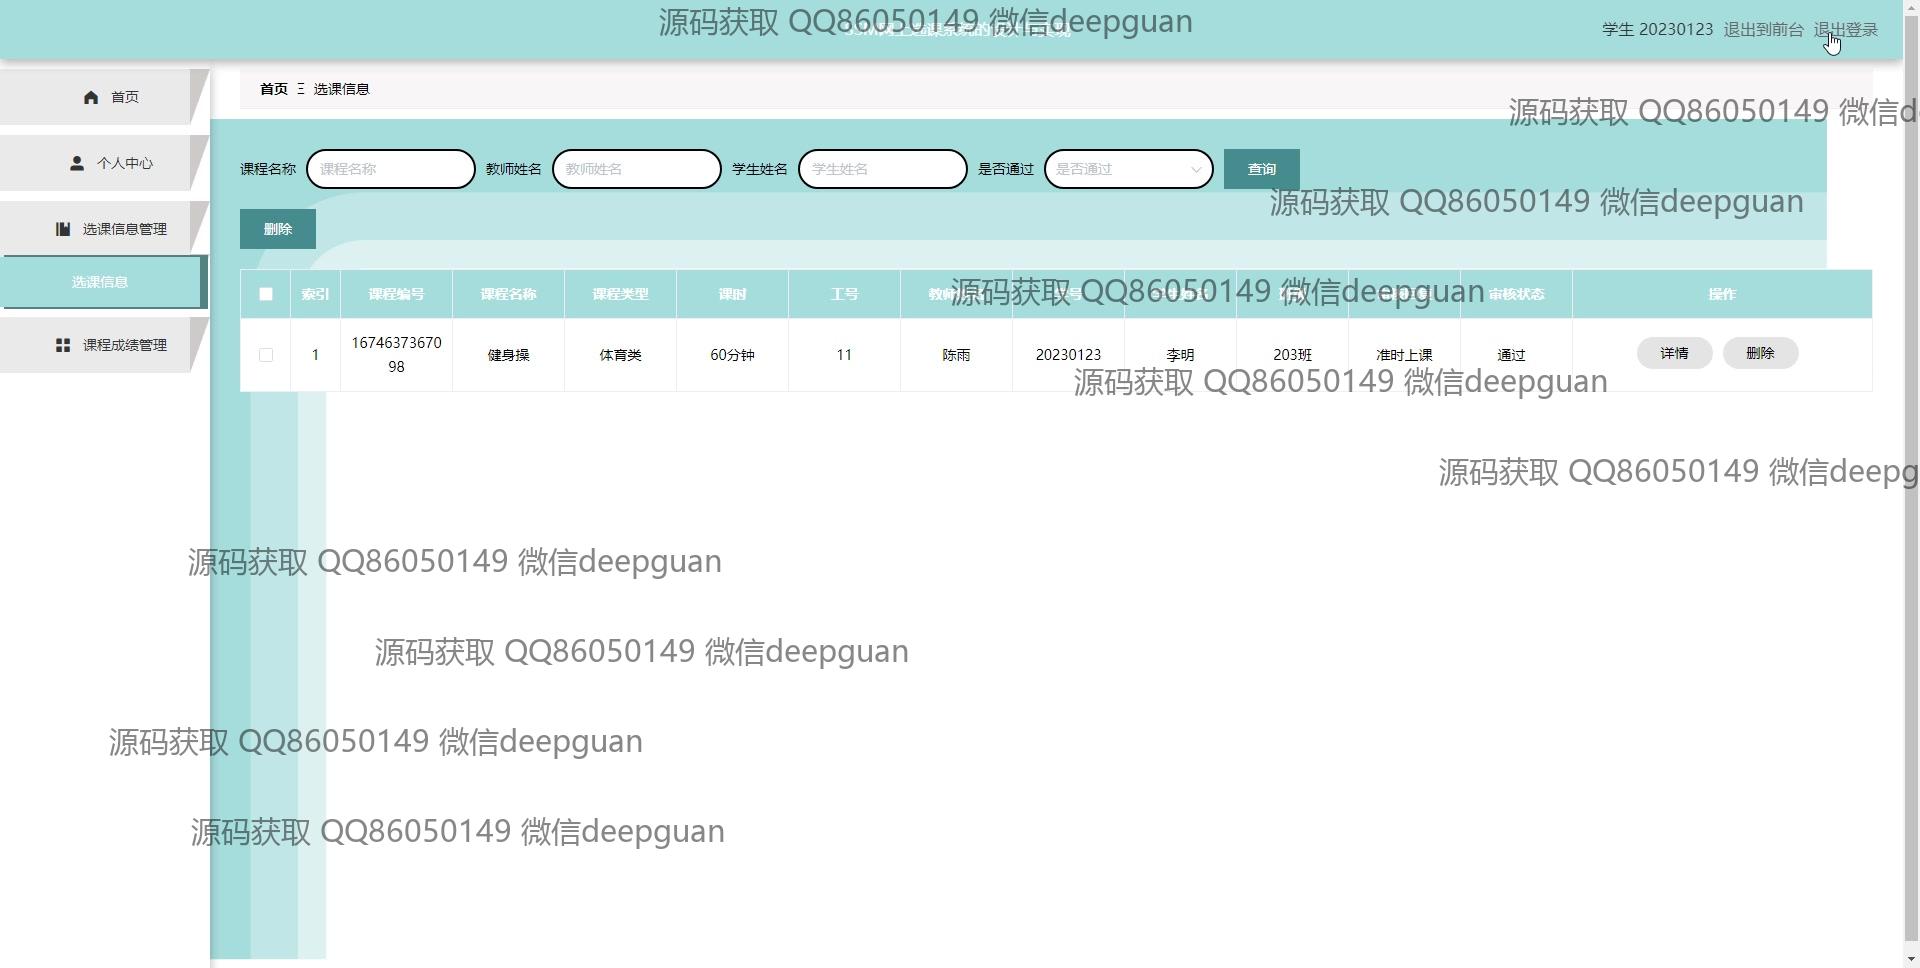 源码获取 QQ86050149 微信deepguan
学生 20230123 退出到前台 退出登录
首页
首页 Ξ 选课信息
源码获取 QQ86050149 微信d
个人中心
课程名称 课程名称 教师姓名 教师姓名 学生姓名 学生姓名 是否通过 是否通过 查询
源码获取 QQ86050149 微信deepguan
选课信息管理
删除
选课信息
索引 课程编号 课程名称 课程类型 课时 工号 审核状态 操作
源码获取 QQ86050149 微信deepguan
课程成绩管理
1 16746373670
98 健身操 体育类 60分钟 11 陈雨 20230123 李明 203班 准时上课 通过 详情 删除
源码获取 QQ86050149 微信deepguan
源码获取 QQ86050149 微信deepg
源码获取 QQ86050149 微信deepguan
源码获取 QQ86050149 微信deepguan
源码获取 QQ86050149 微信deepguan
源码获取 QQ86050149 微信deepguan